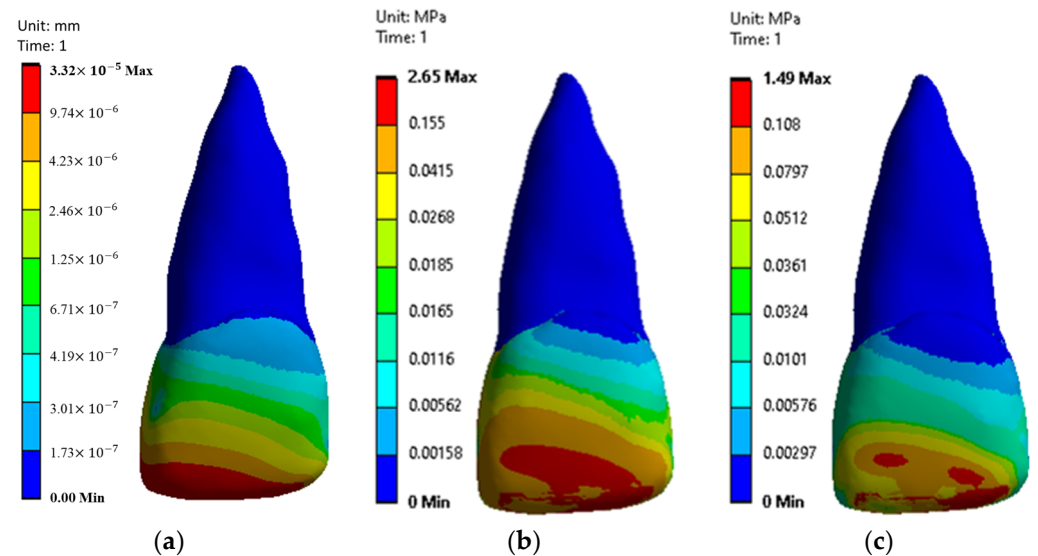 Unit: mm
Time: 1
3.32× 10⁻⁵ Max
9.74× 10⁻⁶
4.23× 10⁻⁶
2.46× 10⁻⁶
1.25× 10⁻⁶
6.71× 10⁻⁷
4.19× 10⁻⁷
3.01× 10⁻⁷
1.73× 10⁻⁷
0.00 Min
(a)
Unit: MPa
Time: 1
2.65 Max
0.155
0.0415
0.0268
0.0185
0.0165
0.0116
0.00562
0.00158
0 Min
(b)
Unit: MPa
Time: 1
1.49 Max
0.108
0.0797
0.0512
0.0361
0.0324
0.0101
0.00576
0.00297
0 Min
(c)